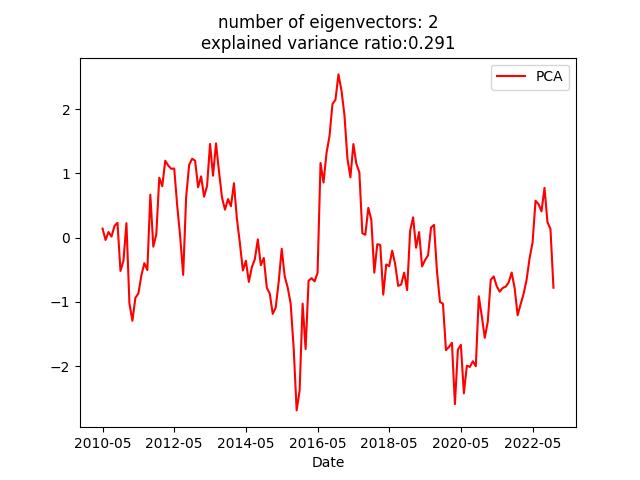 number of eigenvectors: 2
explained variance ratio:0.291
PCA
2
1
0
−1
−2
2010-05 2012-05 2014-05 2016-05 2018-05 2020-05 2022-05
Date